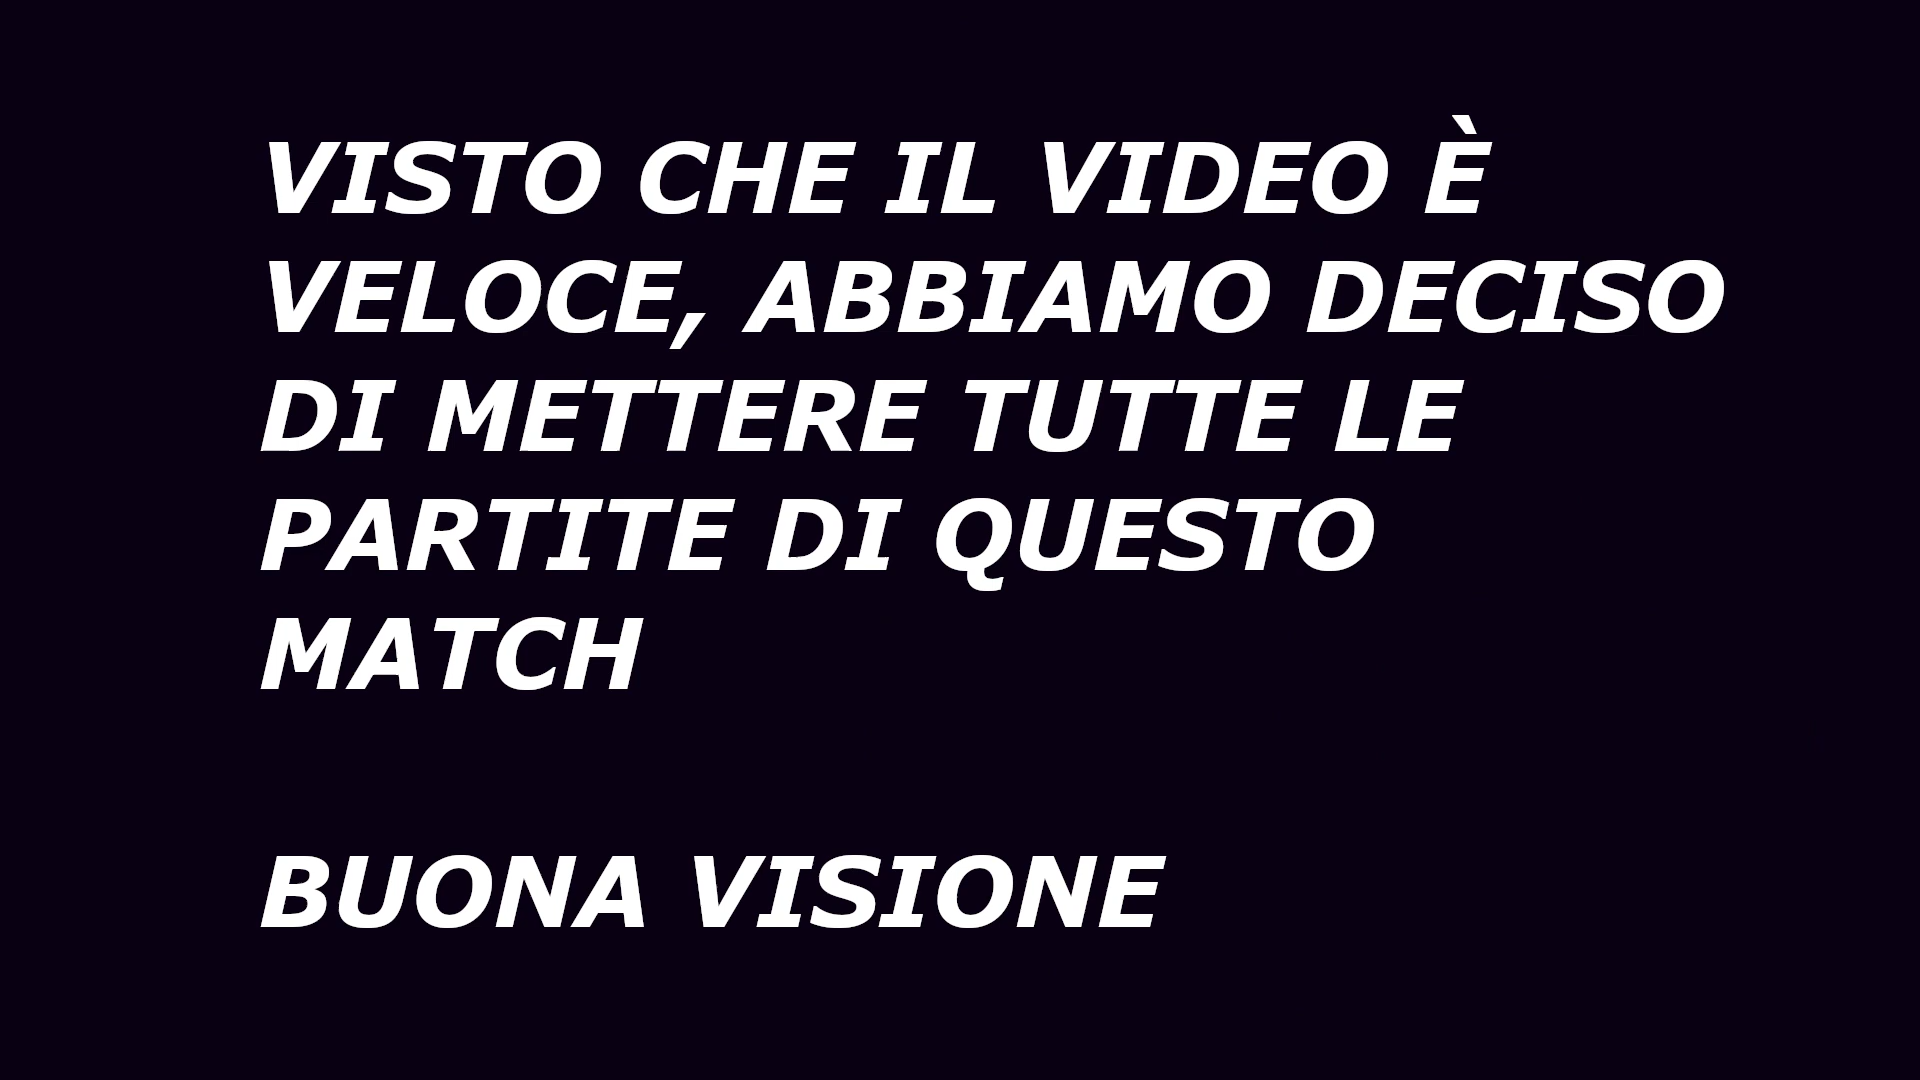 VISTO CHE IL VIDEO È
VELOCE, ABBIAMO DECISO
DI METTERE TUTTE LE
PARTITE DI QUESTO
MATCH
BUONA VISIONE